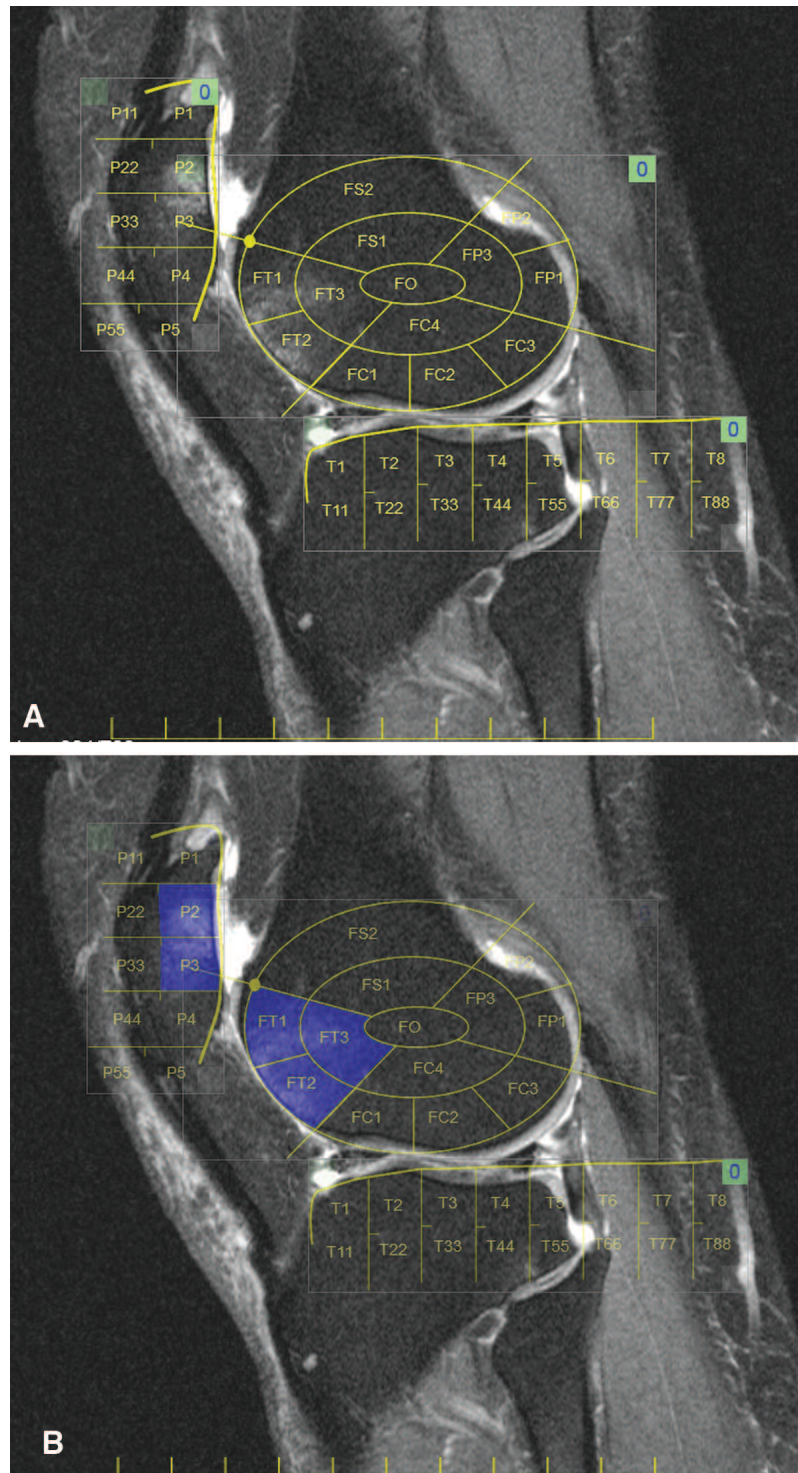 0
P11 P1
P22 P2
P33 P3
P44 P4
P55 P5
0
FS2
FP2
FS1
FP3
FT1
FT3
FO
FP1
FT2
FC4
FC1 FC2 FC3
0
T1 T2 T3 T4 T5 T6 T7 T8
T11 T22 T33 T44 T55 T66 T77 T88
A
P11 P1
P22 P2
P33 P3
P44 P4
P55 P5
FS2
FS1
FP3
FT1
FT3
FO
FP1
FT2
FC4
FC1 FC2 FC3
0
T1 T2 T3 T4 T5 T6 T7 T8
T11 T22 T33 T44 T55 T66 T77 T88
B